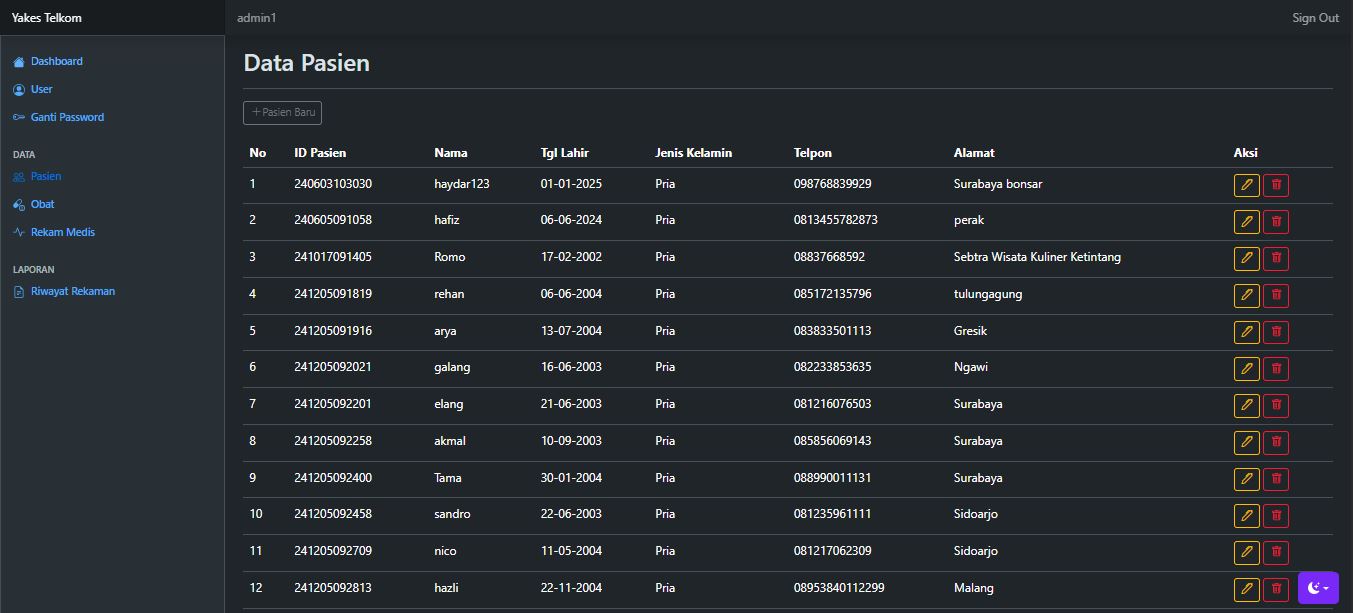 Yakes Telkom
admin1
Sign Out
Dashboard
User
Ganti Password
DATA
Pasien
Obat
Rekam Medis
LAPORAN
Riwayat Rekaman
Data Pasien
+ Pasien Baru
No ID Pasien Nama Tgl Lahir Jenis Kelamin Telpon Alamat Aksi
1 240603103030 haydar123 01-01-2025 Pria 098768839929 Surabaya bonsar
2 240605091058 hafiz 06-06-2024 Pria 0813455782873 perak
3 241017091405 Romo 17-02-2002 Pria 08837668592 Sebtra Wisata Kuliner Ketintang
4 241205091819 rehan 06-06-2004 Pria 085172135796 tulungagung
5 241205091916 arya 13-07-2004 Pria 083833501113 Gresik
6 241205092021 galang 16-06-2003 Pria 082233853635 Ngawi
7 241205092201 elang 21-06-2003 Pria 081216076503 Surabaya
8 241205092258 akmal 10-09-2003 Pria 085856069143 Surabaya
9 241205092400 Tama 30-01-2004 Pria 088990011131 Surabaya
10 241205092458 sandro 22-06-2003 Pria 081235961111 Sidoarjo
11 241205092709 nico 11-05-2004 Pria 081217062309 Sidoarjo
12 241205092813 hazli 22-11-2004 Pria 08953840112299 Malang